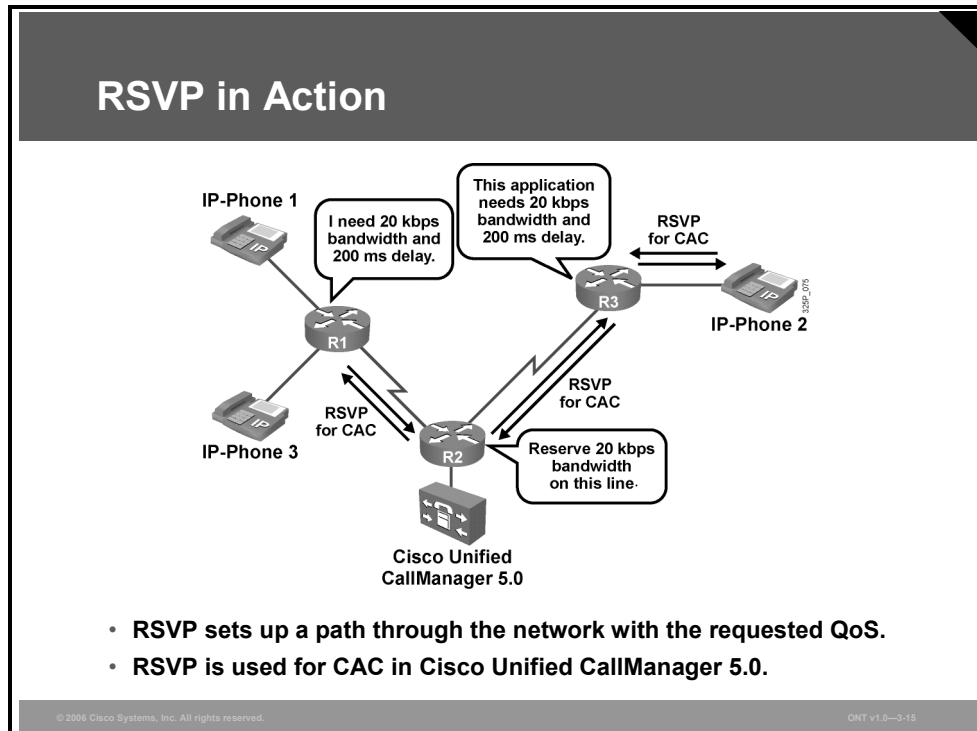 RSVP in Action
IP-Phone 1
I need 20 kbps
bandwidth and
200 ms delay.
This application
needs 20 kbps
bandwidth and
200 ms delay.
RSVP
for CAC
IP
R1
R3
IP
325P_075
IP-Phone 2
IP
IP-Phone 3
RSVP
for CAC
RSVP
for CAC
R2
Reserve 20 kbps
bandwidth
on this line.
Cisco Unified
CallManager 5.0
• RSVP sets up a path through the network with the requested QoS.
• RSVP is used for CAC in Cisco Unified CallManager 5.0.
© 2006 Cisco Systems, Inc. All rights reserved.
ONT v1.0—3-15